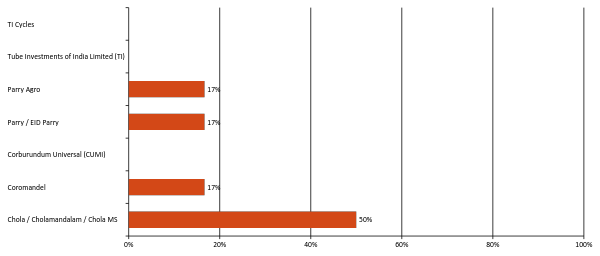 TI Cycles
Tube Investments of India Limited (TI)
Parry Agro 17%
Parry / EID Parry 17%
Corburundum Universal (CUMI)
Coromandel 17%
Chola / Cholamandalam / Chola MS 50%
0% 20% 40% 60% 80% 100%